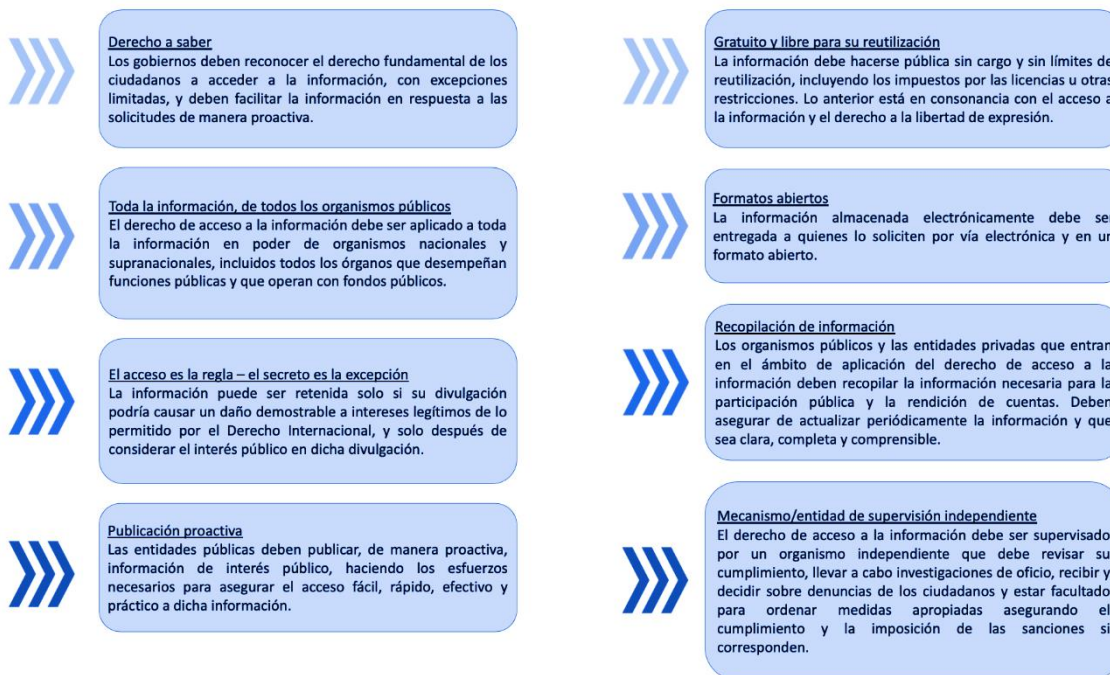 Derecho a saber
Los gobiernos deben reconocer el derecho fundamental de los
ciudadanos a acceder a la información, con excepciones
limitadas, y deben facilitar la información en respuesta a las
solicitudes de manera proactiva.
Toda la información, de todos los organismos públicos
El derecho de acceso a la información debe ser aplicado a toda
la información en poder de organismos nacionales y
supranacionales, incluidos todos los órganos que desempeñan
funciones públicas y que operan con fondos públicos.
El acceso es la regla – el secreto es la excepción
La información puede ser retenida solo si su divulgación
podría causar un daño demostrable a intereses legítimos de lo
permitido por el Derecho Internacional, y solo después de
considerar el interés público en dicha divulgación.
Publicación proactiva
Las entidades públicas deben publicar, de manera proactiva,
información de interés público, haciendo los esfuerzos
necesarios para asegurar el acceso fácil, rápido, efectivo y
práctico a dicha información.
Gratuito y libre para su reutilización
La información debe hacerse pública sin cargo y sin límites de
reutilización, incluyendo los impuestos por las licencias u otras
restricciones. Lo anterior está en consonancia con el acceso a
la información y el derecho a la libertad de expresión.
Formatos abiertos
La información almacenada electrónicamente debe ser
entregada a quienes lo soliciten por vía electrónica y en un
formato abierto.
Recopilación de información
Los organismos públicos y las entidades privadas que entran
en el ámbito de aplicación del derecho de acceso a la
información deben recopilar la información necesaria para la
participación pública y la rendición de cuentas. Deben
asegurar de actualizar periódicamente la información y que
sea clara, completa y comprensible.
Mecanismo/entidad de supervisión independiente
El derecho de acceso a la información debe ser supervisado
por un organismo independiente que debe revisar su
cumplimiento, llevar a cabo investigaciones de oficio, recibir y
decidir sobre denuncias de los ciudadanos y estar facultado
para ordenar medidas apropiadas asegurando el
cumplimiento y la imposición de las sanciones si
corresponden.